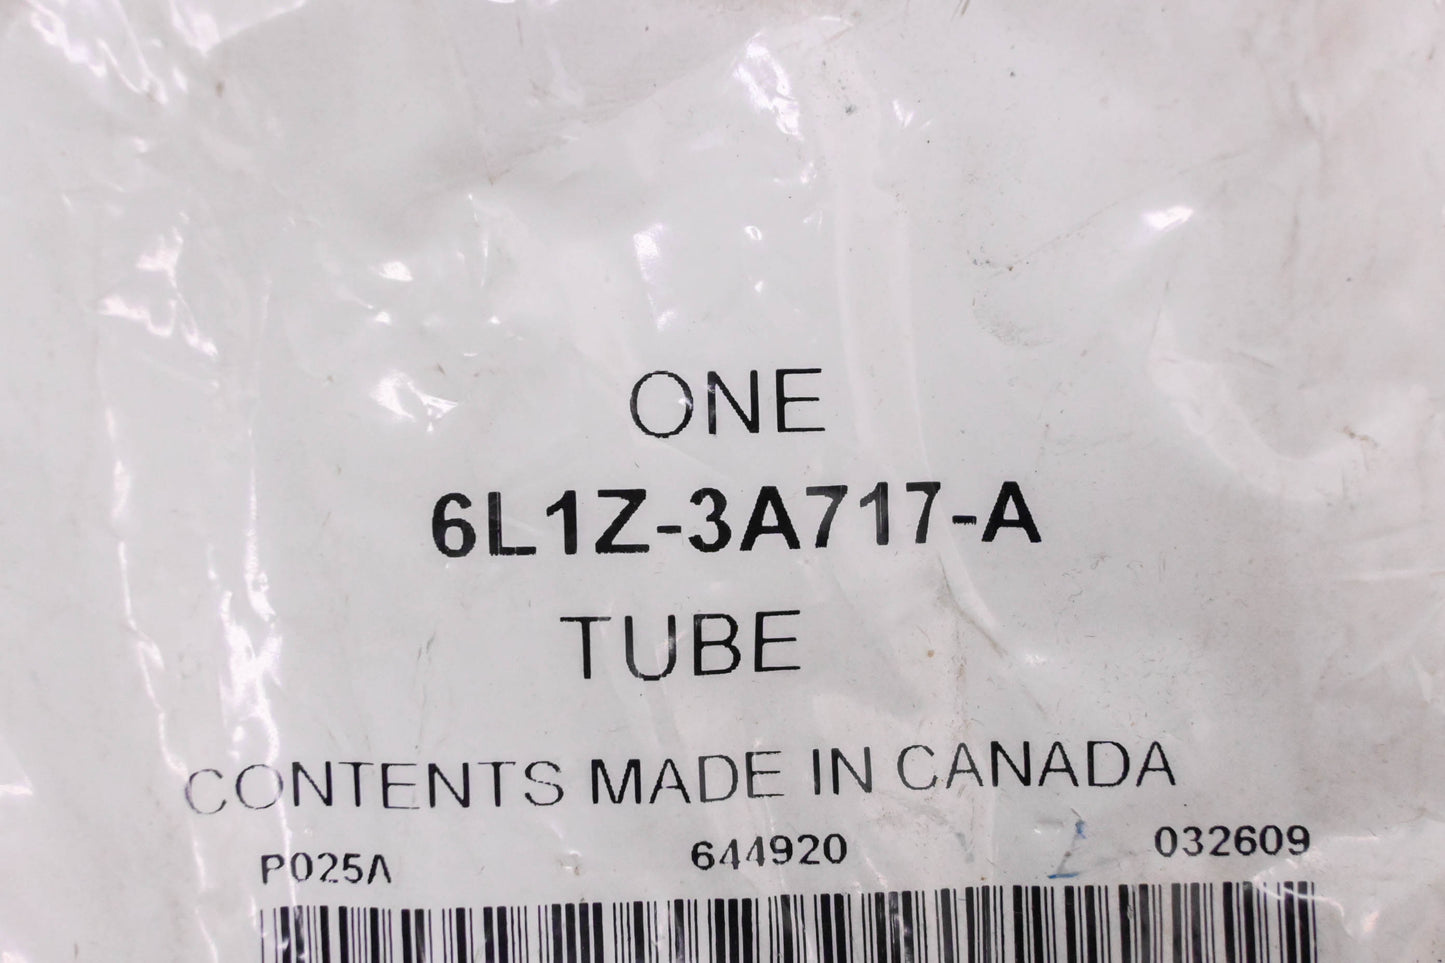 ONE
6L1Z-3A717-A
TUBE
CONTENTS MADE IN CANADA
P025A 644920 032609